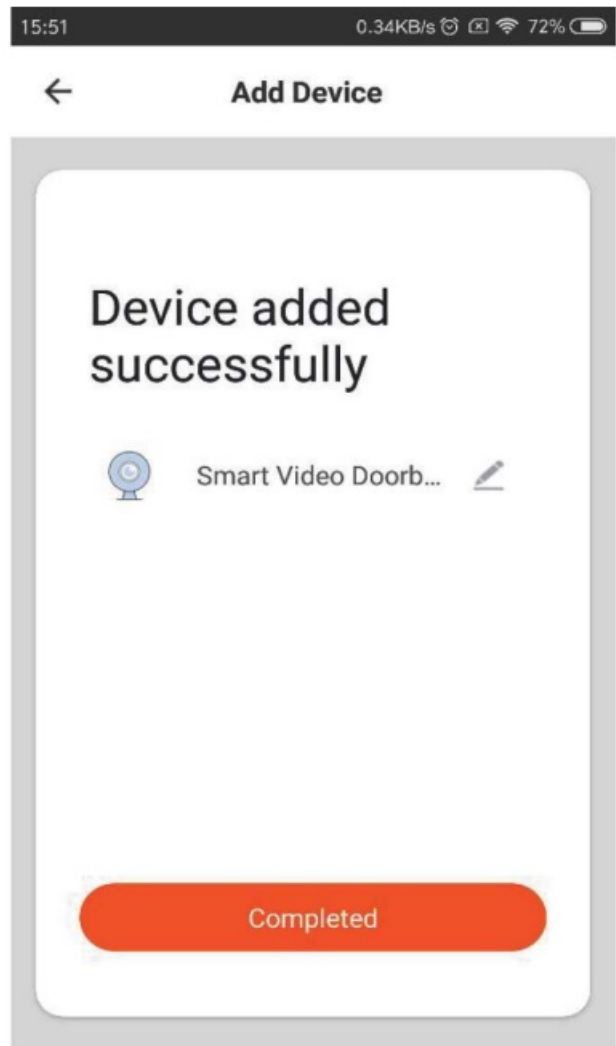 15:51 0.34KB/s 72%
Add Device
Device added
successfully
Smart Video Doorb...
Completed